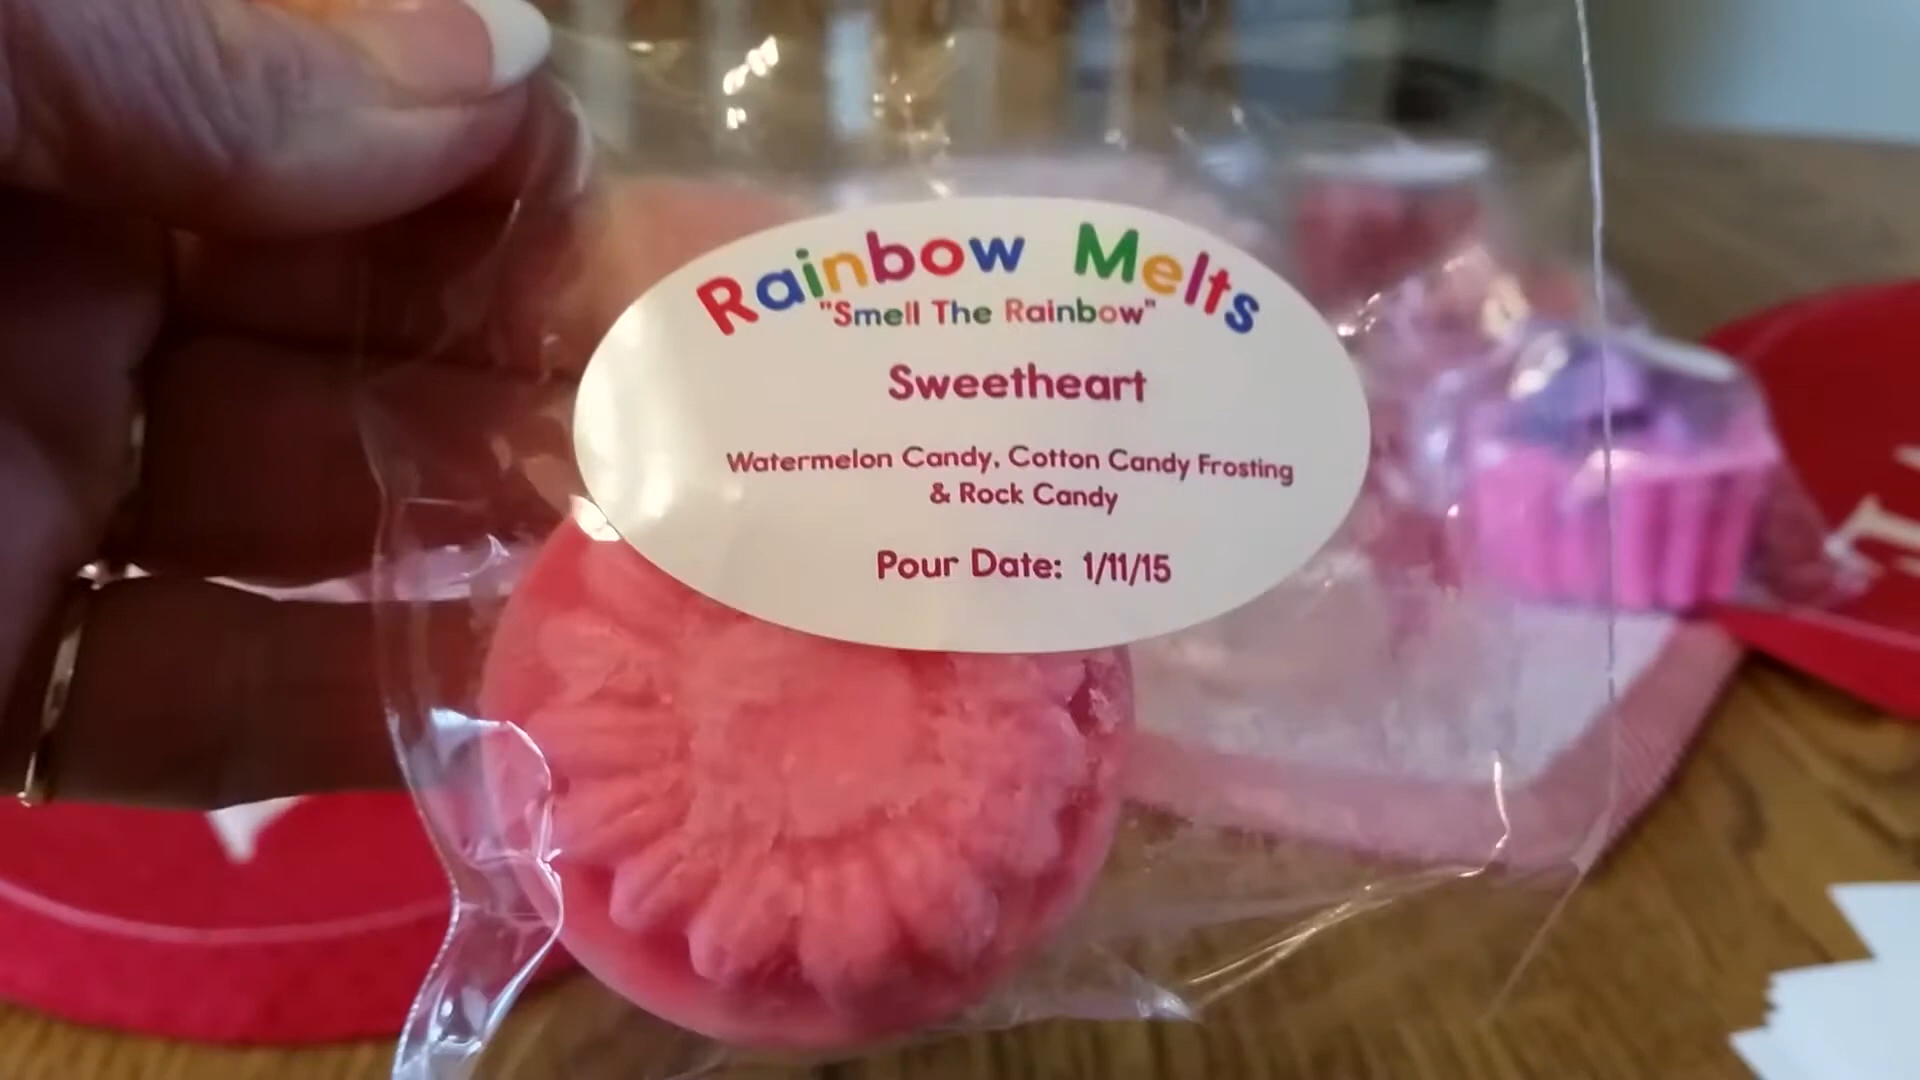 Rainbow Melts
"Smell The Rainbow"
Sweetheart
Watermelon Candy, Cotton Candy Frosting
& Rock Candy
Pour Date: 1/11/15